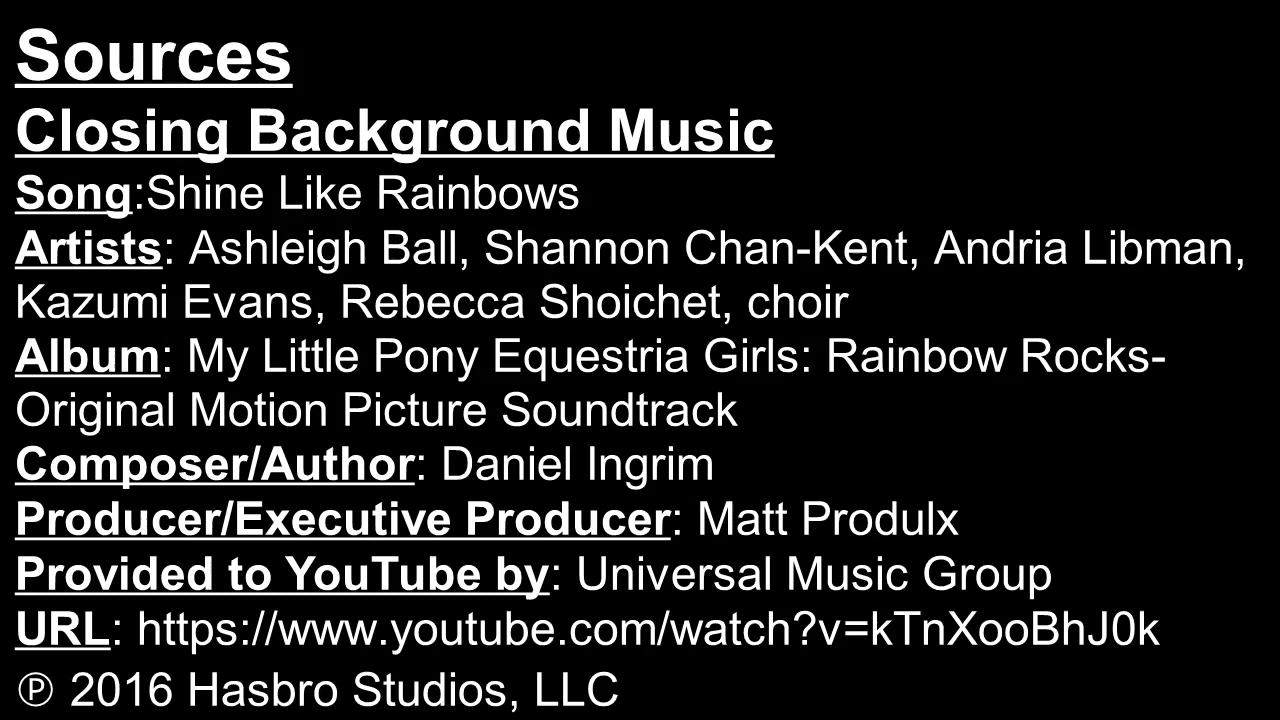 Sources
Closing Background Music
Song:Shine Like Rainbows
Artists: Ashleigh Ball, Shannon Chan-Kent, Andria Libman,
Kazumi Evans, Rebecca Shoichet, choir
Album: My Little Pony Equestria Girls: Rainbow Rocks-
Original Motion Picture Soundtrack
Composer/Author: Daniel Ingrim
Producer/Executive Producer: Matt Produlx
Provided to YouTube by: Universal Music Group
URL: https://www.youtube.com/watch?v=kTnXooBhJ0k
℗ 2016 Hasbro Studios, LLC